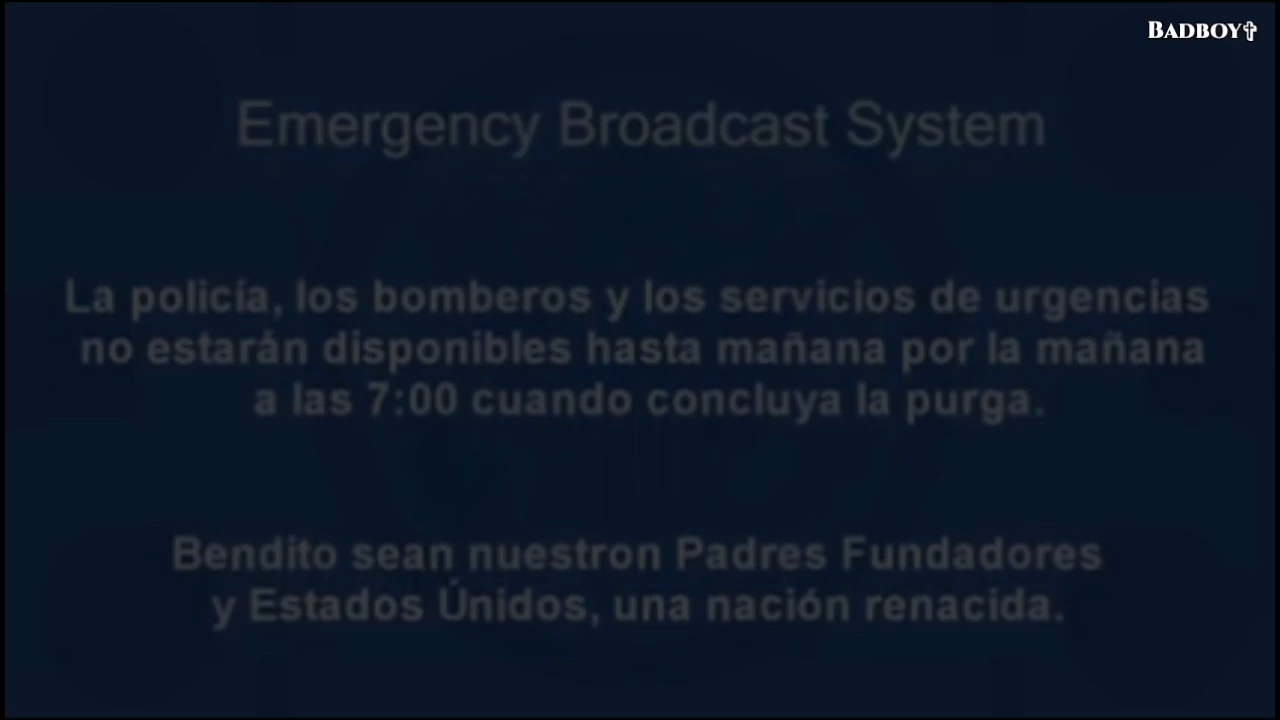 BADBOY✞
Emergency Broadcast System
La policía, los bomberos y los servicios de urgencias
no estarán disponibles hasta mañana por la mañana
a las 7:00 cuando concluya la purga.
Bendito sean nuestron Padres Fundadores
y Estados Únidos, una nación renacida.